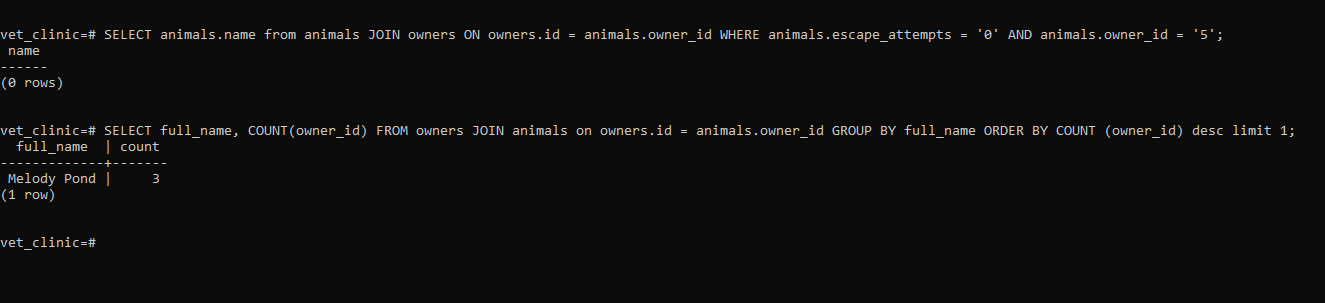 vet_clinic=# SELECT animals.name from animals JOIN owners ON owners.id = animals.owner_id WHERE animals.escape_attempts = '0' AND animals.owner_id = '5';
 name
------
(0 rows)
vet_clinic=# SELECT full_name, COUNT(owner_id) FROM owners JOIN animals on owners.id = animals.owner_id GROUP BY full_name ORDER BY COUNT (owner_id) desc limit 1;
  full_name  | count
-------------+-------
 Melody Pond |     3
(1 row)
vet_clinic=#